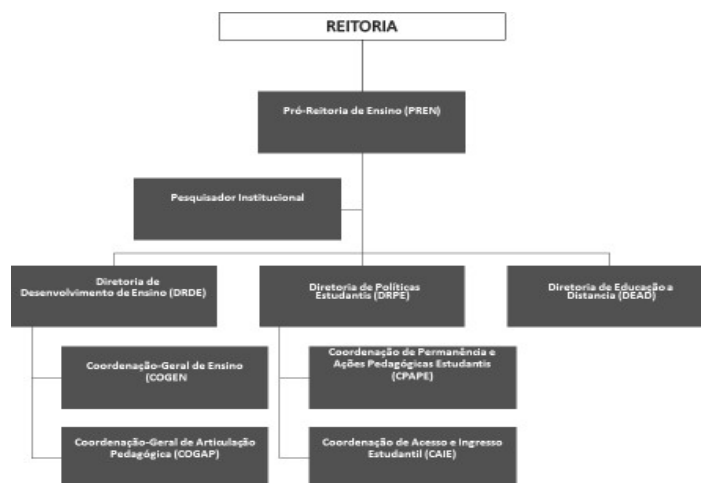 REITORIA
Pró-Reitoria de Ensino (PREN)
Pesquisador Institucional
Diretoria de
Desenvolvimento de Ensino (DRDE)
Diretoria de Políticas
Estudantis (DRPE)
Diretoria de Educação a
Distancia (DEAD)
Coordenação-Geral de Ensino
(COGEN
Coordenação de Permanência e
Ações Pedagógicas Estudantis
(CPAPE)
Coordenação-Geral de Articulação
Pedagógica (COGAP)
Coordenação de Acesso e Ingresso
Estudantil (CAIE)